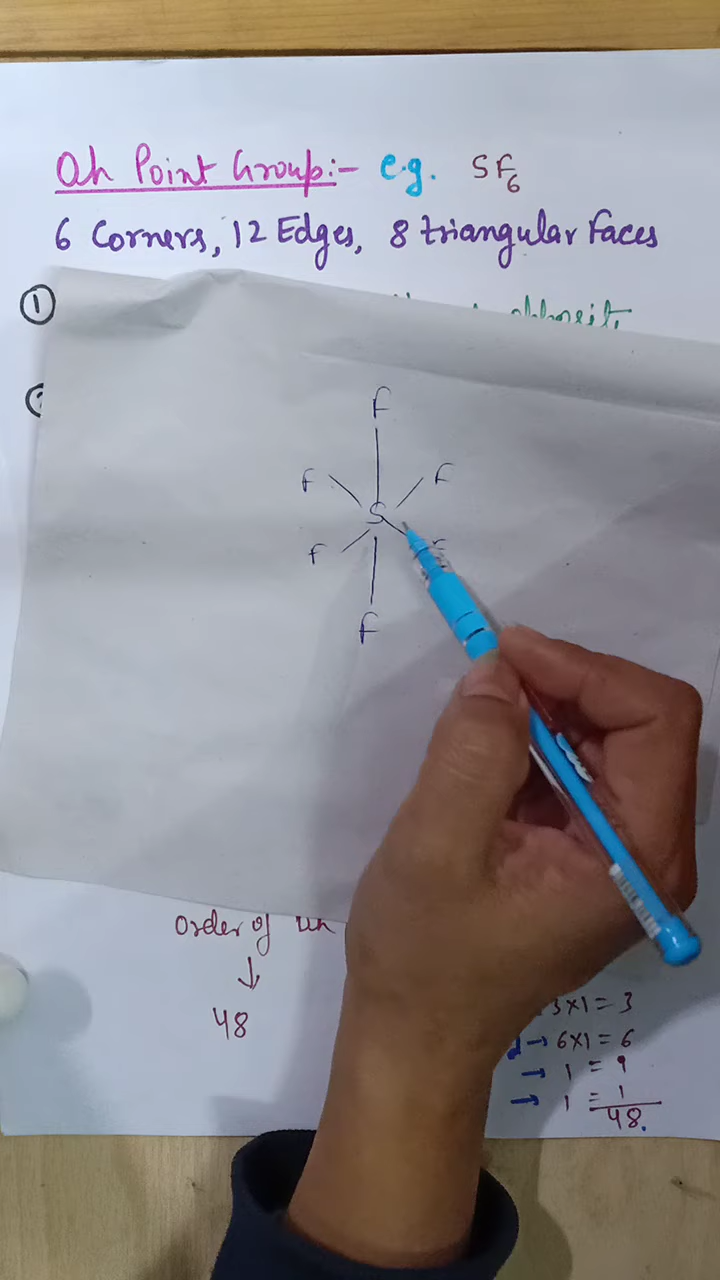 Oh Point Group:- e.g. SF6
6 Corners, 12 Edges, 8 triangular faces
①
F
F F
S
F F
F
Order of
↓
48
3×1 = 3
→ 6×1 = 6
→ 1 = 9
→ 1 = 1
48.